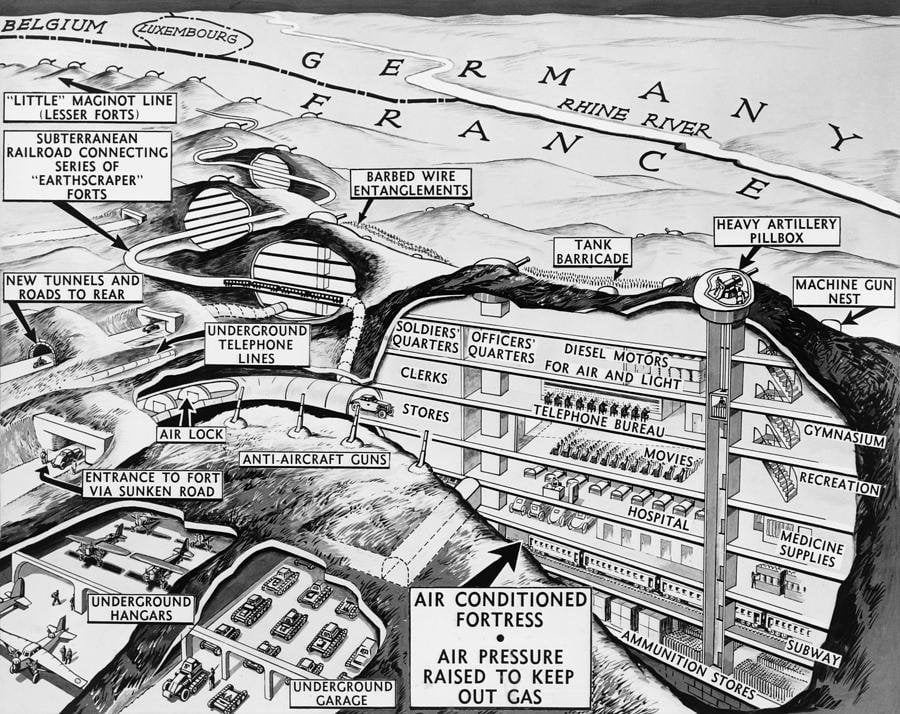 BELGIUM
LUXEMBOURG
GERMANY
FRANCE
RHINE RIVER
"LITTLE" MAGINOT LINE
(LESSER FORTS)
SUBTERRANEAN
RAILROAD CONNECTING
SERIES OF
"EARTHSCRAPER"
FORTS
BARBED WIRE
ENTANGLEMENTS
TANK
BARRICADE
HEAVY ARTILLERY
PILLBOX
MACHINE GUN
NEST
NEW TUNNELS AND
ROADS TO REAR
UNDERGROUND
TELEPHONE
LINES
SOLDIERS'
QUARTERS
OFFICERS'
QUARTERS
DIESEL MOTORS
FOR AIR AND LIGHT
CLERKS
STORES
TELEPHONE BUREAU
MOVIES
GYMNASIUM
RECREATION
HOSPITAL
MEDICINE
SUPPLIES
AIR LOCK
ANTI-AIRCRAFT GUNS
ENTRANCE TO FORT
VIA SUNKEN ROAD
UNDERGROUND
HANGARS
UNDERGROUND
GARAGE
AIR CONDITIONED
FORTRESS
•
AIR PRESSURE
RAISED TO KEEP
OUT GAS
SUBWAY
AMMUNITION STORES